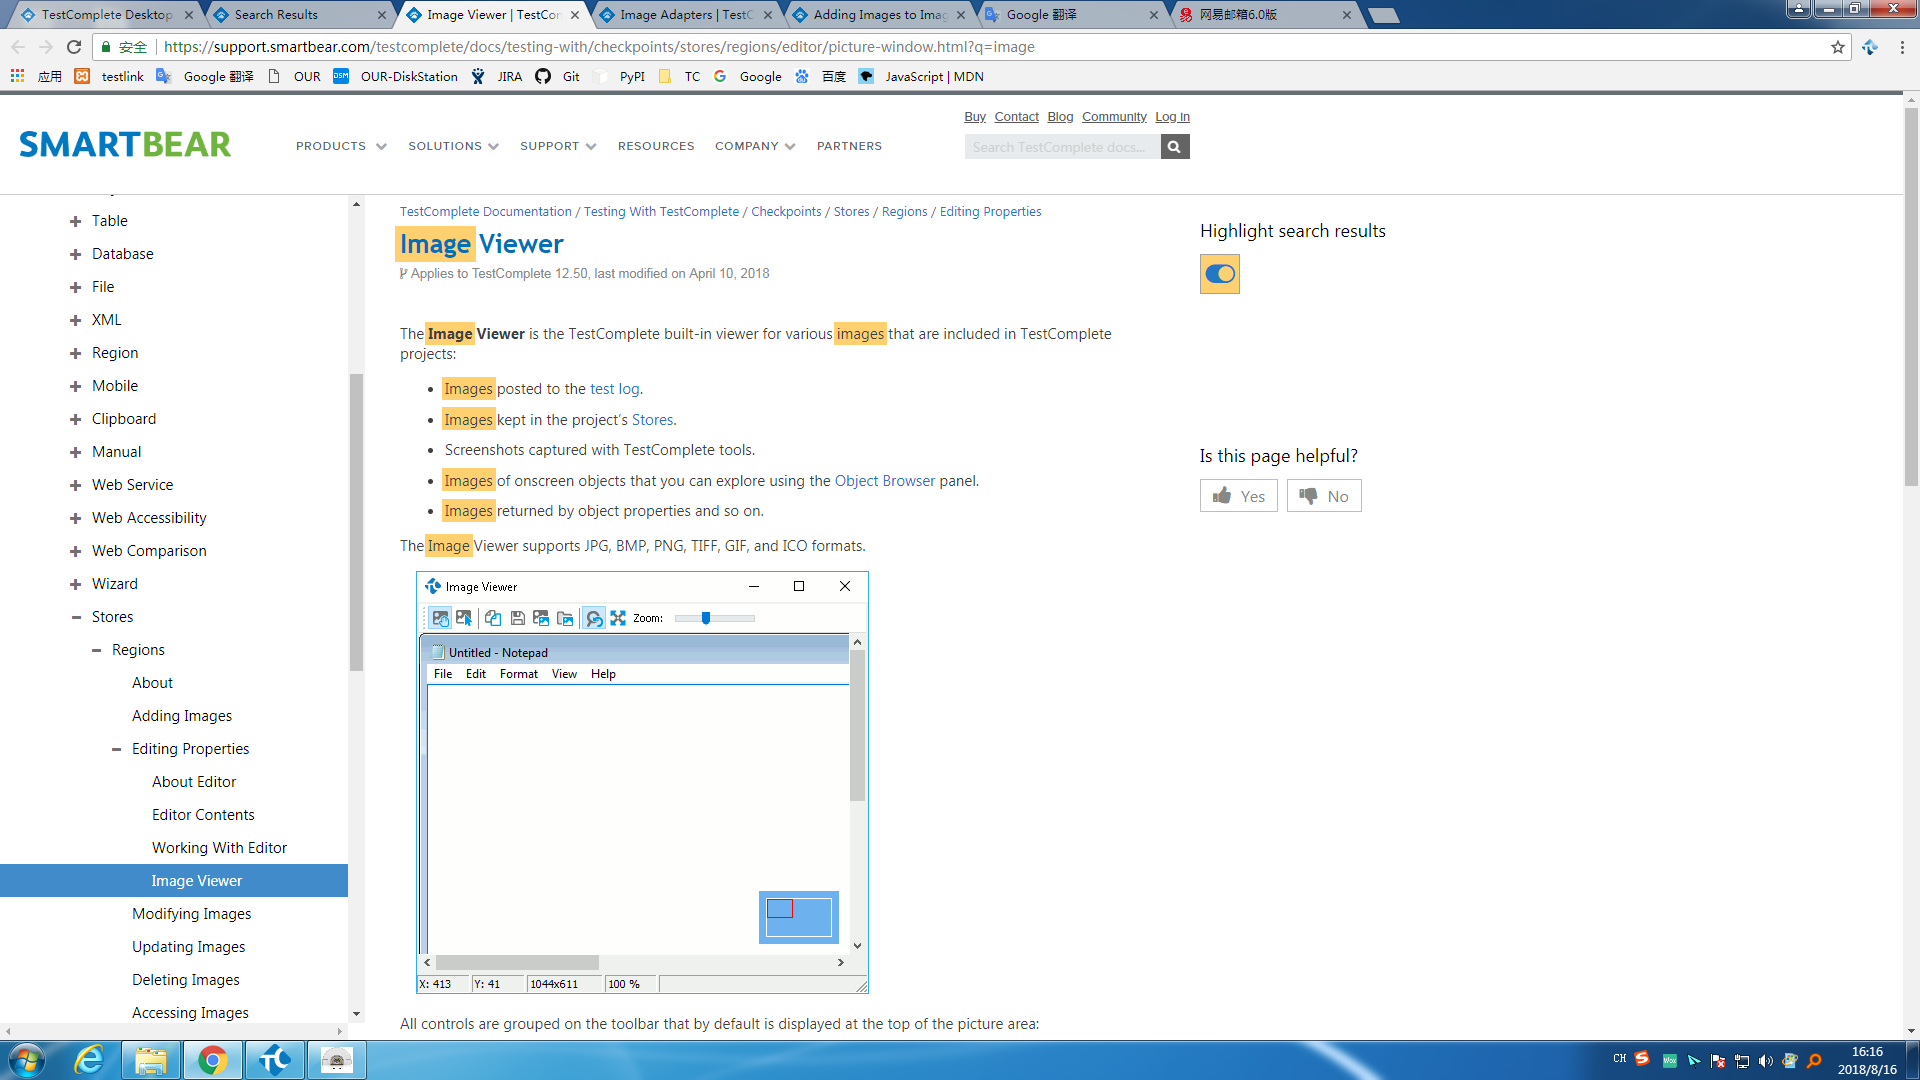 TestComplete Desktop
Search Results
Image Viewer | TestCon
Image Adapters | TestC
Adding Images to Imag
Google 翻译
网易邮箱6.0版
安全
https://support.smartbear.com/testcomplete/docs/testing-with/checkpoints/stores/regions/editor/picture-window.html?q=image
应用
testlink
Google 翻译
OUR
DSM
OUR-DiskStation
JIRA
Git
PyPI
TC
Google
百度
JavaScript | MDN
Buy Contact Blog Community Log in
SMARTBEAR
PRODUCTS
SOLUTIONS
SUPPORT
RESOURCES
COMPANY
PARTNERS
Search TestComplete docs...
Table
Database
File
XML
Region
Mobile
Clipboard
Manual
Web Service
Web Accessibility
Web Comparison
Wizard
Stores
Regions
About
Adding Images
Editing Properties
About Editor
Editor Contents
Working With Editor
Image Viewer
Modifying Images
Updating Images
Deleting Images
Accessing Images
TestComplete Documentation / Testing With TestComplete / Checkpoints / Stores / Regions / Editing Properties
Image Viewer
Applies to TestComplete 12.50, last modified on April 10, 2018
The Image Viewer is the TestComplete built-in viewer for various images that are included in TestComplete
projects:
Images posted to the test log.
Images kept in the project's Stores.
Screenshots captured with TestComplete tools.
Images of onscreen objects that you can explore using the Object Browser panel.
Images returned by object properties and so on.
The Image Viewer supports JPG, BMP, PNG, TIFF, GIF, and ICO formats.
Image Viewer
Zoom:
Untitled - Notepad
File Edit Format View Help
X: 413
Y: 41
1044x611
100 %
All controls are grouped on the toolbar that by default is displayed at the top of the picture area:
Highlight search results
Is this page helpful?
Yes
No
CH
16:16
2018/8/16